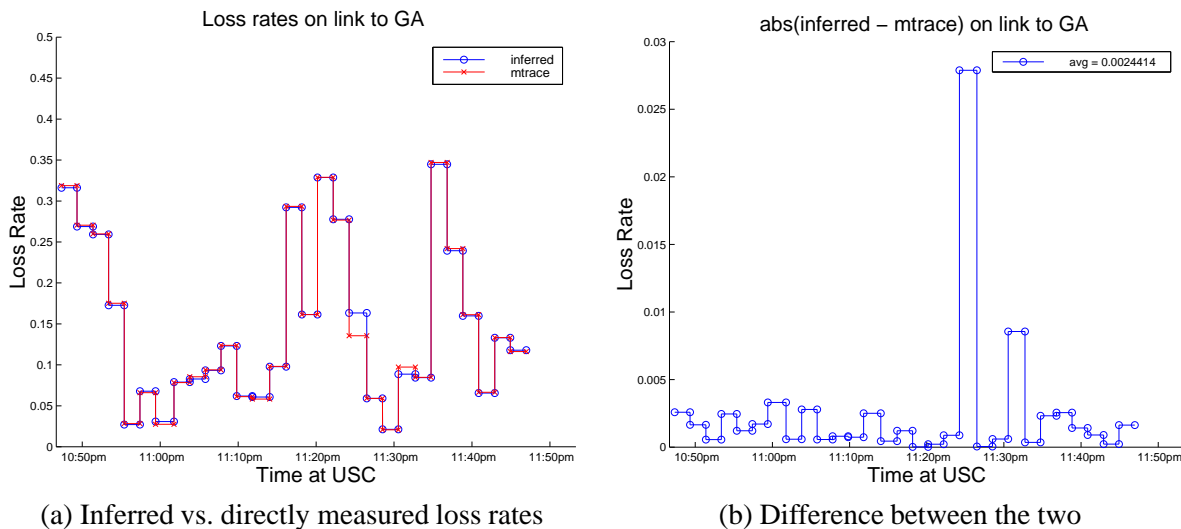 Loss rates on link to GA
0.5
0.45
0.4
0.35
0.3
0.25
0.2
0.15
0.1
0.05
0
Loss Rate
inferred
mtrace
10:50pm 11:00pm 11:10pm 11:20pm 11:30pm 11:40pm 11:50pm
Time at USC
(a) Inferred vs. directly measured loss rates
abs(inferred − mtrace) on link to GA
0.03
0.025
0.02
0.015
0.01
0.005
0
Loss Rate
avg = 0.0024414
10:50pm 11:00pm 11:10pm 11:20pm 11:30pm 11:40pm 11:50pm
Time at USC
(b) Difference between the two